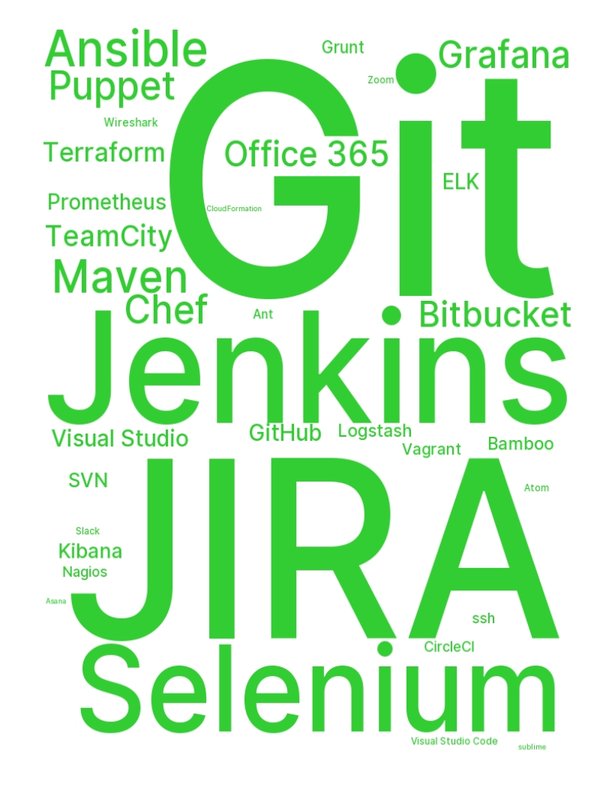 Ansible
Grunt
Grafana
Puppet
Zoom
Git
Wireshark
Terraform
Office 365
ELK
Prometheus
CloudFormation
TeamCity
Maven
Chef
Ant
Bitbucket
Jenkins
Visual Studio
GitHub
Logstash
Vagrant
Bamboo
SVN
Atom
JIRA
Slack
Kibana
Nagios
Asana
ssh
CircleCI
Selenium
Visual Studio Code
sublime